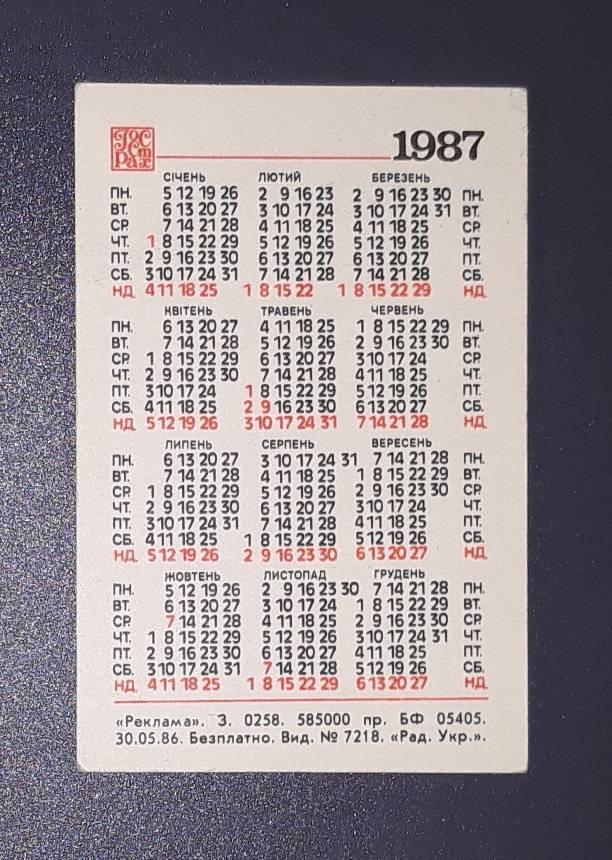 Гос
ст
рах
1987
СІЧЕНЬ ЛЮТИЙ БЕРЕЗЕНЬ
ПН. 5 12 19 26 2 9 16 23 2 9 16 23 30 ПН.
ВТ. 6 13 20 27 3 10 17 24 3 10 17 24 31 ВТ.
СР. 7 14 21 28 4 11 18 25 4 11 18 25 СР.
ЧТ. 1 8 15 22 29 5 12 19 26 5 12 19 26 ЧТ.
ПТ. 2 9 16 23 30 6 13 20 27 6 13 20 27 ПТ.
СБ. 3 10 17 24 31 7 14 21 28 7 14 21 28 СБ.
НД. 4 11 18 25 1 8 15 22 1 8 15 22 29 НД.
КВІТЕНЬ ТРАВЕНЬ ЧЕРВЕНЬ
ПН. 6 13 20 27 4 11 18 25 1 8 15 22 29 ПН.
ВТ. 7 14 21 28 5 12 19 26 2 9 16 23 30 ВТ.
СР. 1 8 15 22 29 6 13 20 27 3 10 17 24 СР.
ЧТ. 2 9 16 23 30 7 14 21 28 4 11 18 25 ЧТ.
ПТ. 3 10 17 24 1 8 15 22 29 5 12 19 26 ПТ.
СБ. 4 11 18 25 2 9 16 23 30 6 13 20 27 СБ.
НД. 5 12 19 26 3 10 17 24 31 7 14 21 28 НД.
ЛИПЕНЬ СЕРПЕНЬ ВЕРЕСЕНЬ
ПН. 6 13 20 27 3 10 17 24 31 7 14 21 28 ПН.
ВТ. 7 14 21 28 4 11 18 25 1 8 15 22 29 ВТ.
СР. 1 8 15 22 29 5 12 19 26 2 9 16 23 30 СР.
ЧТ. 2 9 16 23 30 6 13 20 27 3 10 17 24 ЧТ.
ПТ. 3 10 17 24 31 7 14 21 28 4 11 18 25 ПТ.
СБ. 4 11 18 25 1 8 15 22 29 5 12 19 26 СБ.
НД. 5 12 19 26 2 9 16 23 30 6 13 20 27 НД.
ЖОВТЕНЬ ЛИСТОПАД ГРУДЕНЬ
ПН. 5 12 19 26 2 9 16 23 30 7 14 21 28 ПН.
ВТ. 6 13 20 27 3 10 17 24 1 8 15 22 29 ВТ.
СР. 7 14 21 28 4 11 18 25 2 9 16 23 30 СР.
ЧТ. 1 8 15 22 29 5 12 19 26 3 10 17 24 31 ЧТ.
ПТ. 2 9 16 23 30 6 13 20 27 4 11 18 25 ПТ.
СБ. 3 10 17 24 31 7 14 21 28 5 12 19 26 СБ.
НД. 4 11 18 25 1 8 15 22 29 6 13 20 27 НД.
«Реклама». З. 0258. 585000 пр. БФ 05405.
30.05.86. Безплатно. Вид. № 7218. «Рад. Укр.».